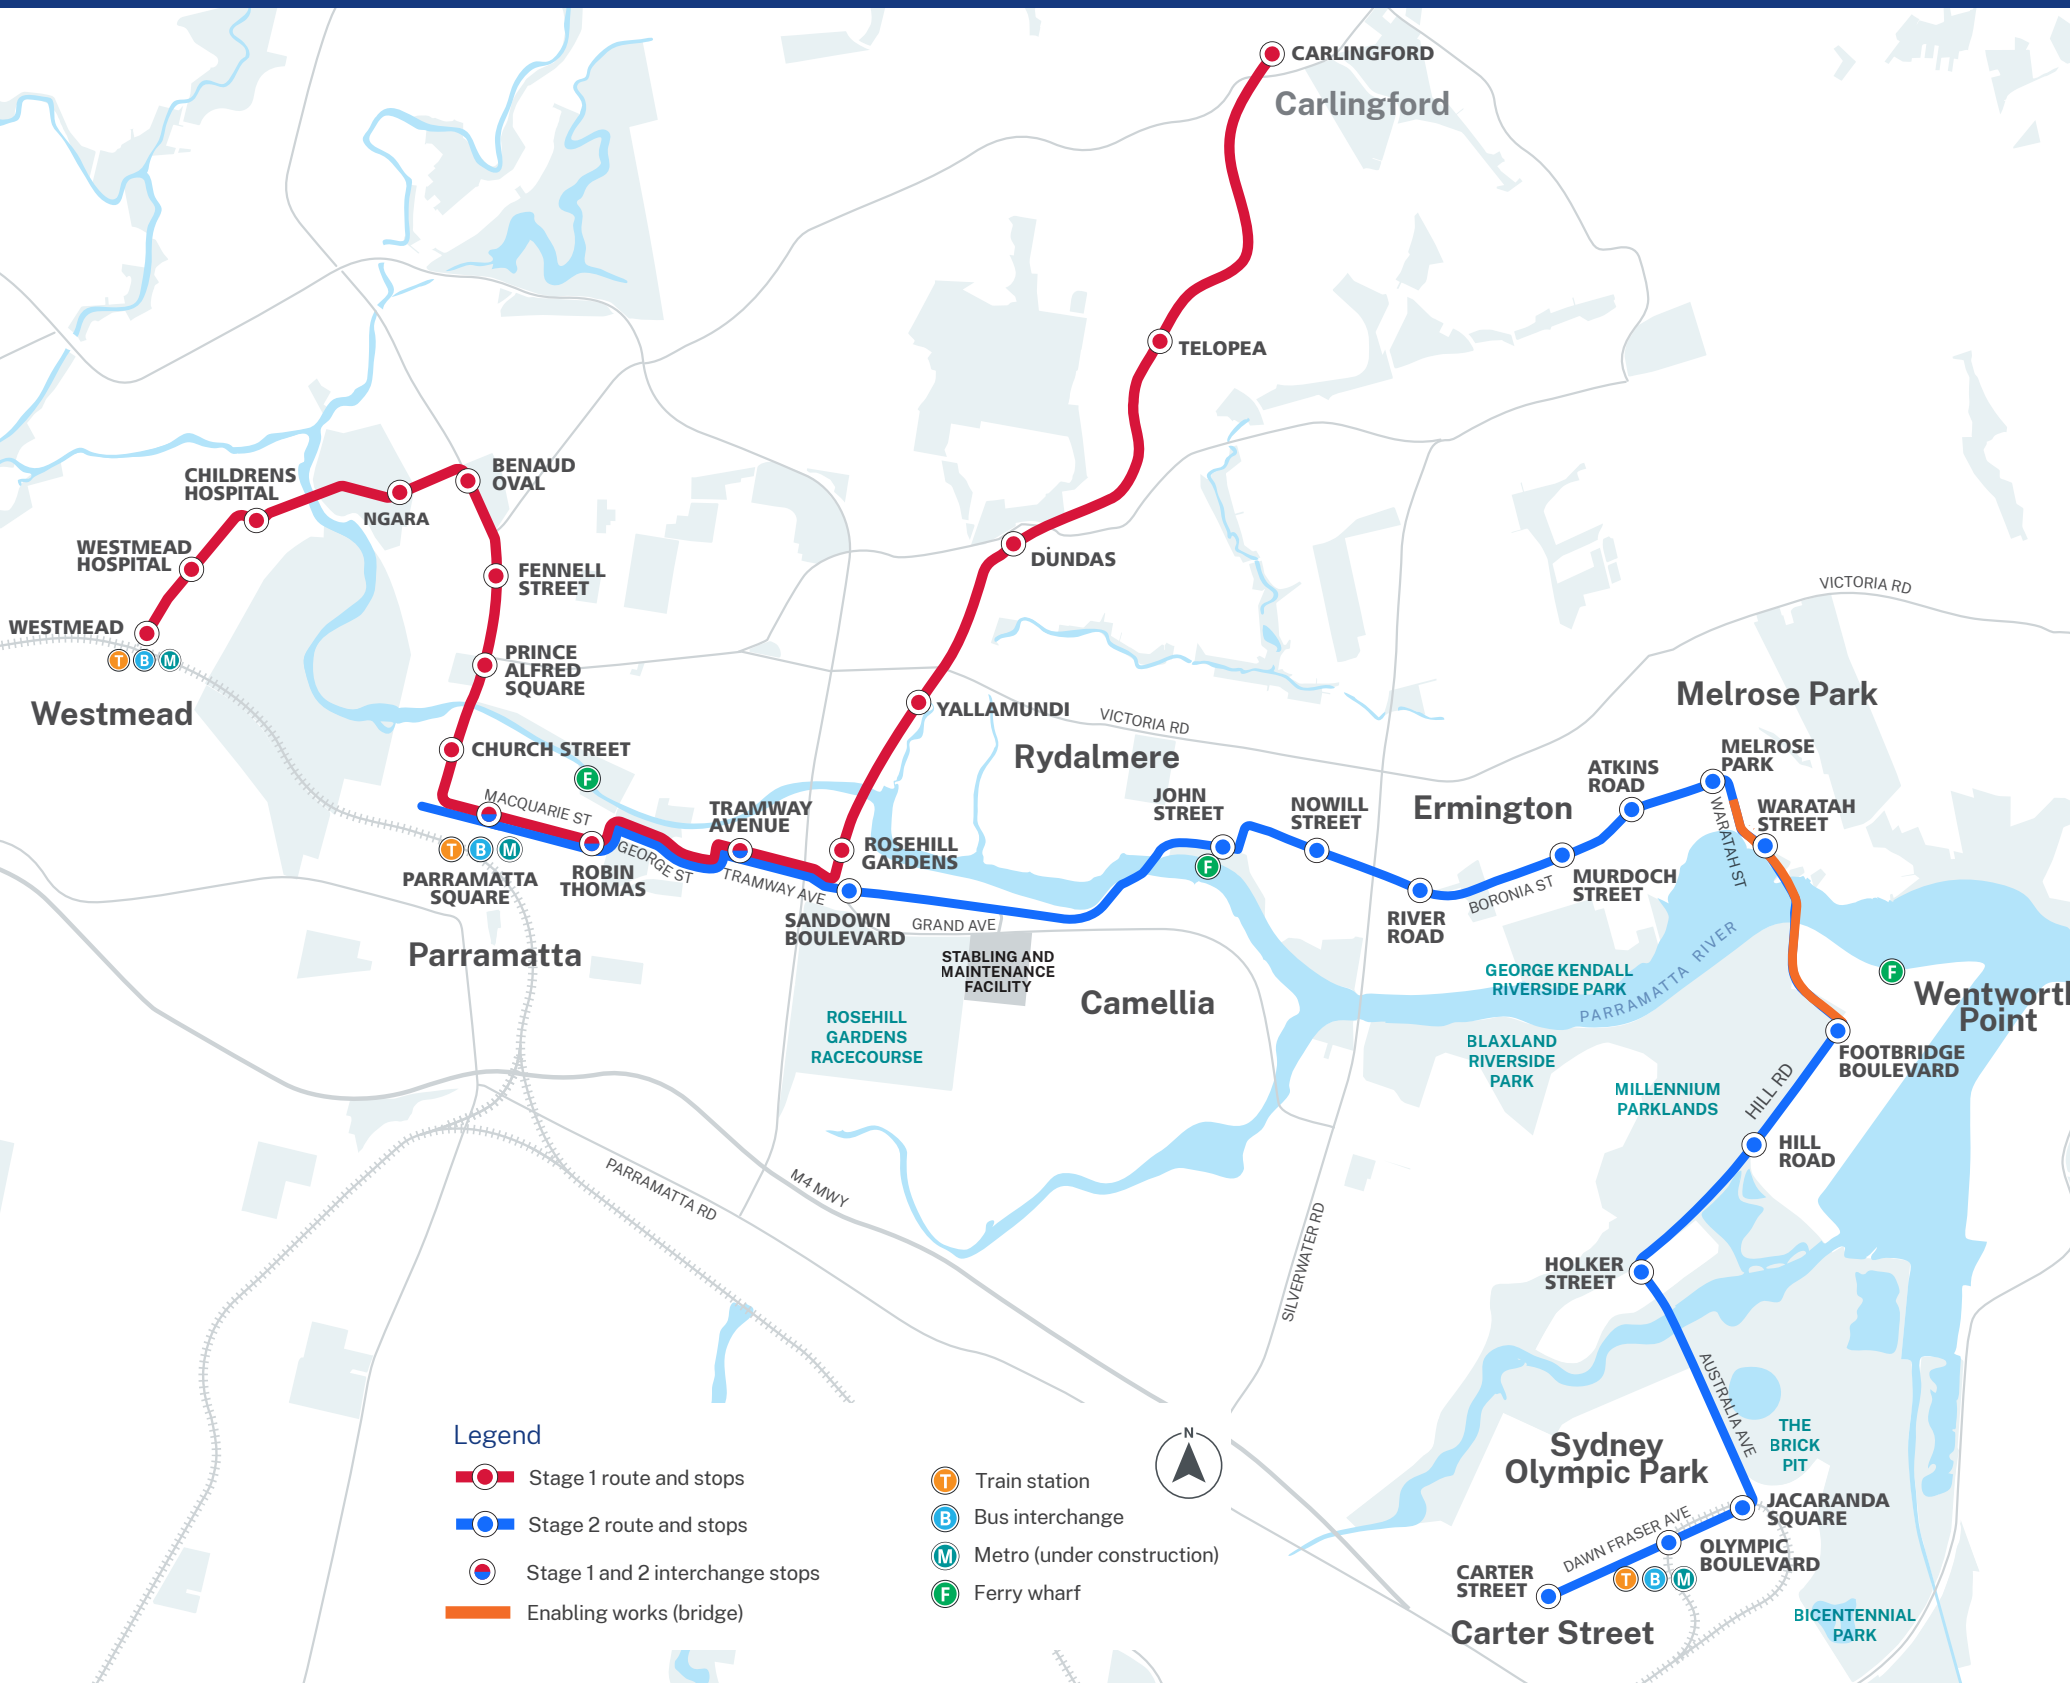 CARLINGFORD
Carlingford
TELOPEA
DUNDAS
BENAUD
OVAL
CHILDRENS
HOSPITAL
NGARA
WESTMEAD
HOSPITAL
FENNELL
STREET
VICTORIA RD
WESTMEAD
T B M
PRINCE
ALFRED
SQUARE
Westmead
YALLAMUNDI
VICTORIA RD
Melrose Park
CHURCH STREET
F
Rydalmere
MELROSE
PARK
ATKINS
ROAD
MACQUARIE ST
TRAMWAY
AVENUE
JOHN
STREET
NOWILL
STREET
Ermington
WARATAH
STREET
WARATAH ST
T B M
GEORGE ST
ROSEHILL
GARDENS
F
PARRAMATTA
SQUARE
ROBIN
THOMAS
TRAMWAY AVE
MURDOCH
STREET
BORONIA ST
SANDOWN
BOULEVARD
GRAND AVE
RIVER
ROAD
Parramatta
STABLING AND
MAINTENANCE
FACILITY
GEORGE KENDALL
RIVERSIDE PARK
PARRAMATTA RIVER
F
Wentworth
Point
Camellia
ROSEHILL
GARDENS
RACECOURSE
BLAXLAND
RIVERSIDE
PARK
FOOTBRIDGE
BOULEVARD
MILLENNIUM
PARKLANDS
HILL RD
HILL
ROAD
PARRAMATTA RD
M4 MWY
SILVERWATER RD
HOLKER
STREET
AUSTRALIA AVE
THE
BRICK
PIT
Sydney
Olympic Park
JACARANDA
SQUARE
DAWN FRASER AVE
OLYMPIC
BOULEVARD
T B M
CARTER
STREET
Carter Street
BICENTENNIAL
PARK
Legend
Stage 1 route and stops
Stage 2 route and stops
Stage 1 and 2 interchange stops
Enabling works (bridge)
T Train station
B Bus interchange
M Metro (under construction)
F Ferry wharf
N